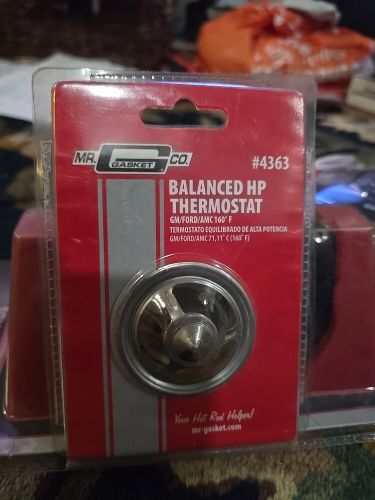 MR. GASKET CO.
#4363
BALANCED HP
THERMOSTAT
GM/FORD/AMC 160° F
TERMOSTATO EQUILIBRADO DE ALTA POTENCIA
GM/FORD/AMC 71,11° C (160° F)
Your Hot Rod Helper!
mr-gasket.com